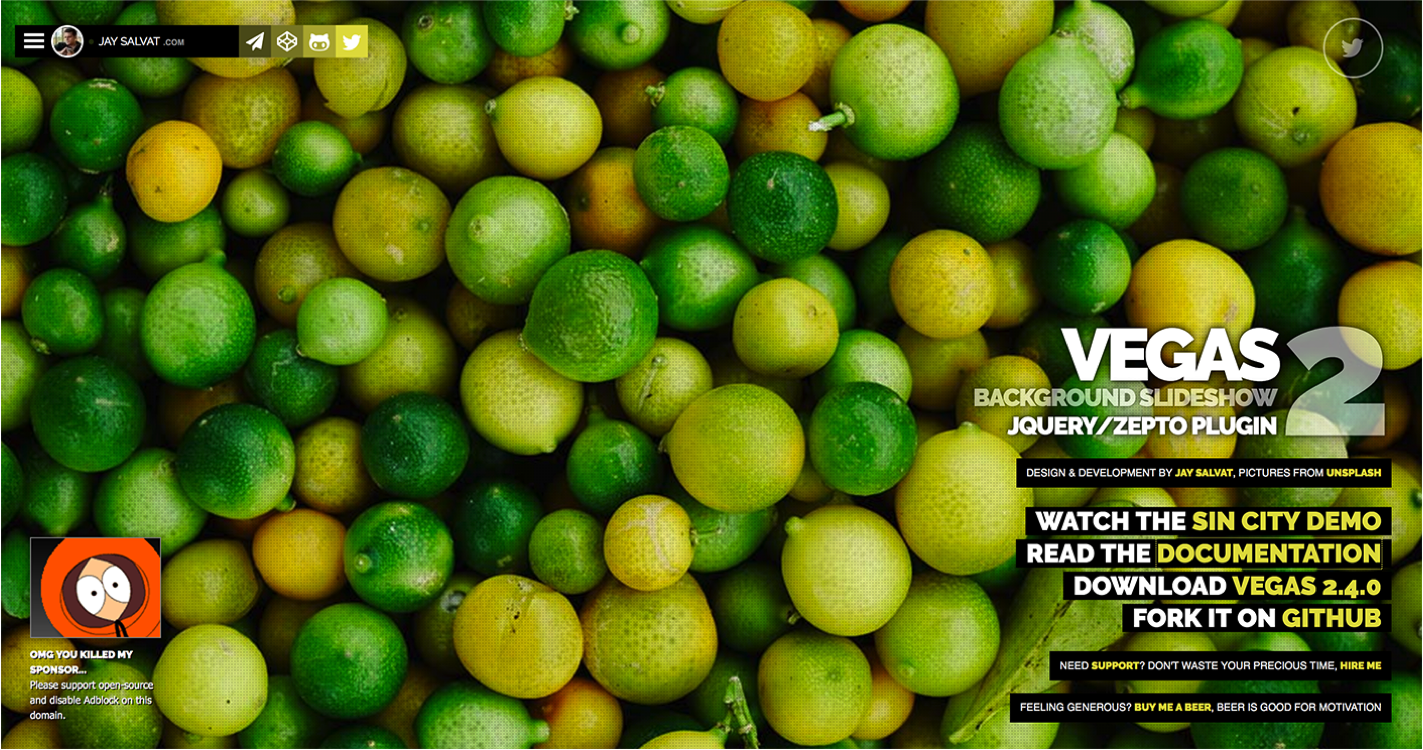 JAY SALVAT .COM
VEGAS 2
BACKGROUND SLIDESHOW
JQUERY/ZEPTO PLUGIN
DESIGN & DEVELOPMENT BY JAY SALVAT, PICTURES FROM UNSPLASH
WATCH THE SIN CITY DEMO
READ THE DOCUMENTATION
DOWNLOAD VEGAS 2.4.0
FORK IT ON GITHUB
NEED SUPPORT? DON'T WASTE YOUR PRECIOUS TIME, HIRE ME
FEELING GENEROUS? BUY ME A BEER, BEER IS GOOD FOR MOTIVATION
OMG YOU KILLED MY
SPONSOR...
Please support open-source
and disable Adblock on this
domain.